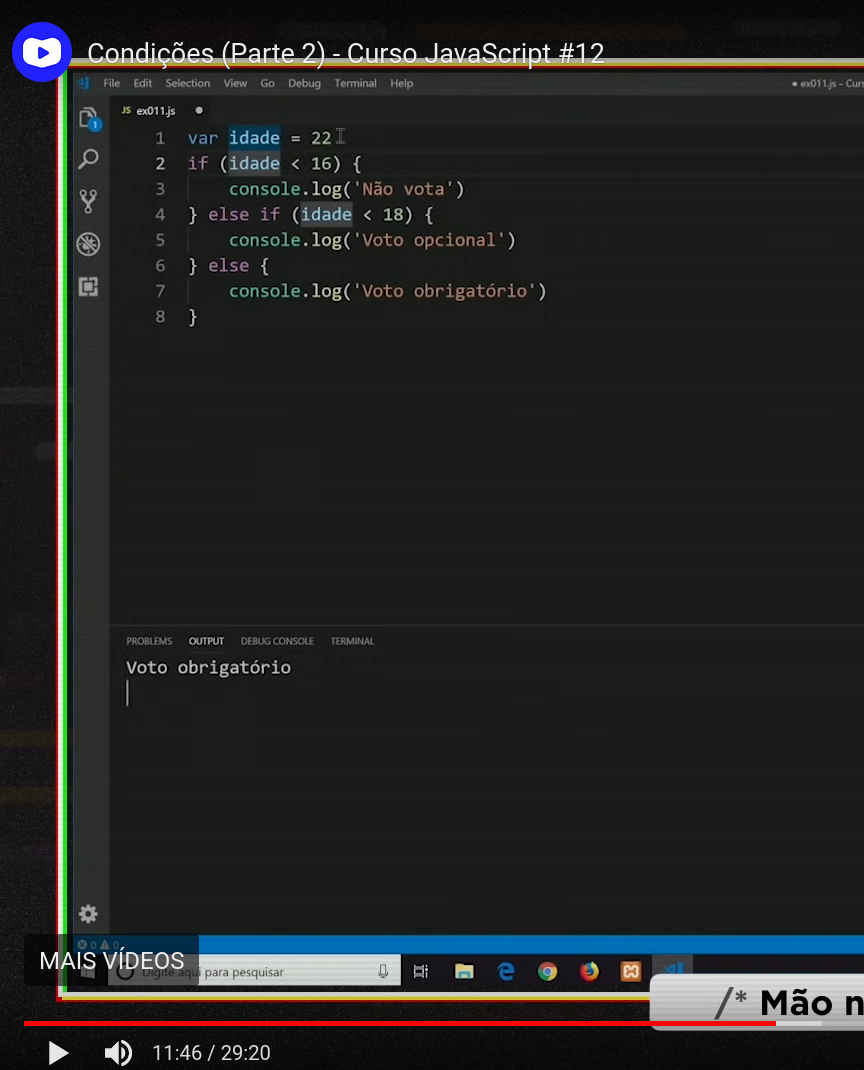 Condições (Parte 2) - Curso JavaScript #12
File Edit Selection View Go Debug Terminal Help
● ex011.js - Curs
JS ex011.js ●
1 var idade = 22
2 if (idade < 16) {
3 console.log('Não vota')
4 } else if (idade < 18) {
5 console.log('Voto opcional')
6 } else {
7 console.log('Voto obrigatório')
8 }
1
PROBLEMS OUTPUT DEBUG CONSOLE TERMINAL
Voto obrigatório
0 0
MAIS VÍDEOS
Digite aqui para pesquisar
/* Mão n
11:46 / 29:20